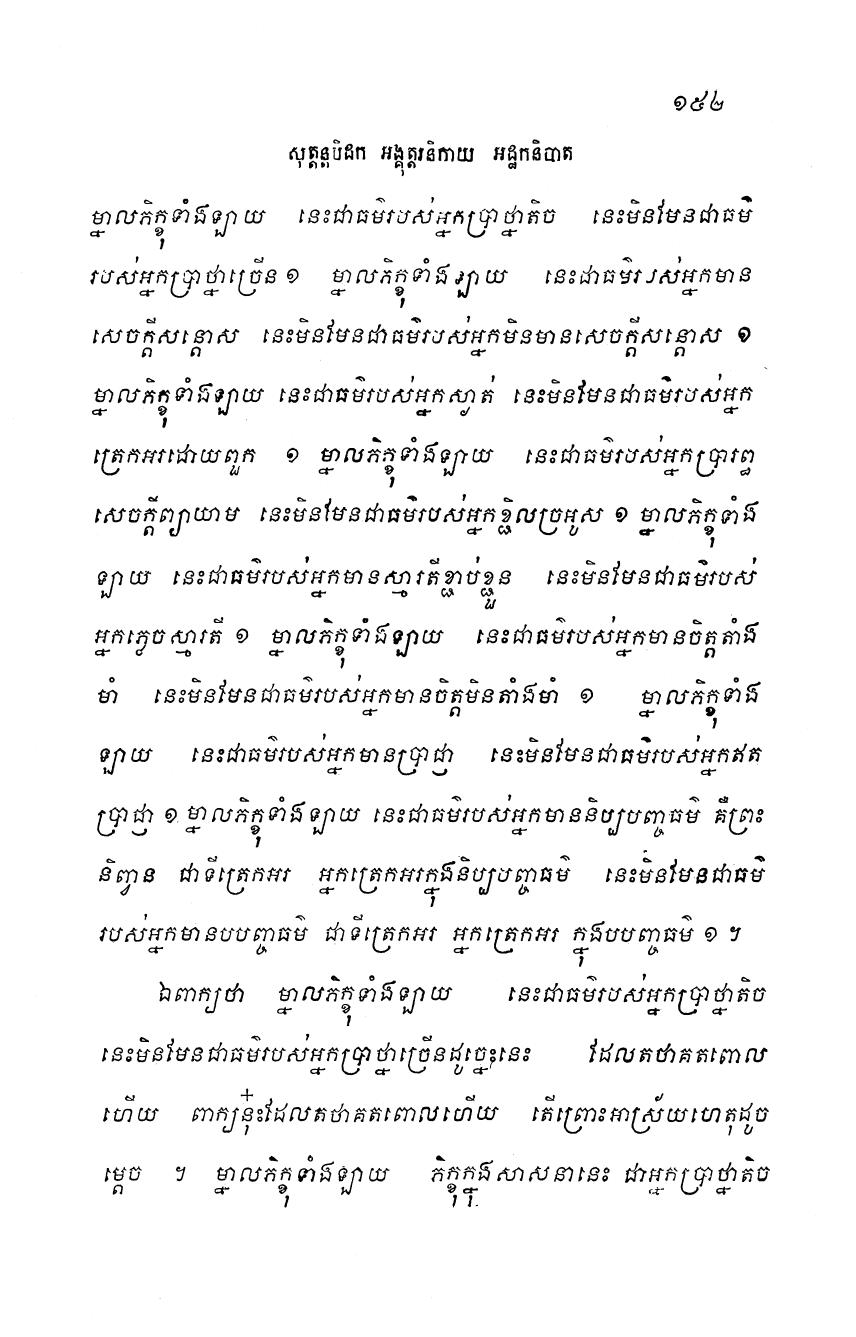 ១៥៤
សុត្តន្តបិដក អង្គុត្តរនិកាយ អដ្ឋកនិបាត
ម្នាលភិក្ខុទាំងឡាយ នេះជាធម៌របស់អ្នកប្រាថ្នាតិច នេះមិនមែនជាធម៌
របស់អ្នកប្រាថ្នាច្រើន ១ ម្នាលភិក្ខុទាំងឡាយ នេះជាធម៌របស់អ្នកមាន
សេចក្តីសន្តោស នេះមិនមែនជាធម៌របស់អ្នកមិនមានសេចក្តីសន្តោស ១
ម្នាលភិក្ខុទាំងឡាយ នេះជាធម៌របស់អ្នកស្ងាត់ នេះមិនមែនជាធម៌របស់អ្នក
ត្រេកអរដោយពួក ១ ម្នាលភិក្ខុទាំងឡាយ នេះជាធម៌របស់អ្នកប្រារព្ធ
សេចក្តីព្យាយាម នេះមិនមែនជាធម៌របស់អ្នកខ្ជិលច្រអូស ១ ម្នាលភិក្ខុទាំង
ឡាយ នេះជាធម៌របស់អ្នកមានស្មារតីខ្ជាប់ខ្ជួន នេះមិនមែនជាធម៌របស់
អ្នកភ្លេចស្មារតី ១ ម្នាលភិក្ខុទាំងឡាយ នេះជាធម៌របស់អ្នកមានចិត្តតាំង
មាំ នេះមិនមែនជាធម៌របស់អ្នកមានចិត្តមិនតាំងមាំ ១ ម្នាលភិក្ខុទាំង
ឡាយ នេះជាធម៌របស់អ្នកមានប្រាជ្ញា នេះមិនមែនជាធម៌របស់អ្នកឥត
ប្រាជ្ញា ១ ម្នាលភិក្ខុទាំងឡាយ នេះជាធម៌របស់អ្នកមាននិប្បបញ្ចធម៌ គឺព្រះ
និព្វាន ជាទីត្រេកអរ អ្នកត្រេកអរក្នុងនិប្បបញ្ចធម៌ នេះមិនមែនជាធម៌
របស់អ្នកមានបបញ្ចធម៌ ជាទីត្រេកអរ អ្នកត្រេកអរ ក្នុងបបញ្ចធម៌ ១ ។
ឯពាក្យថា ម្នាលភិក្ខុទាំងឡាយ នេះជាធម៌របស់អ្នកប្រាថ្នាតិច
នេះមិនមែនជាធម៌របស់អ្នកប្រាថ្នាច្រើនដូច្នេះនេះ ដែលតថាគតពោល
ហើយ ពាក្យនុ៎ះដែលតថាគតពោលហើយ តើព្រោះអាស្រ័យហេតុដូច
ម្តេច ។ ម្នាលភិក្ខុទាំងឡាយ ភិក្ខុក្នុងសាសនានេះ ជាអ្នកប្រាថ្នាតិច